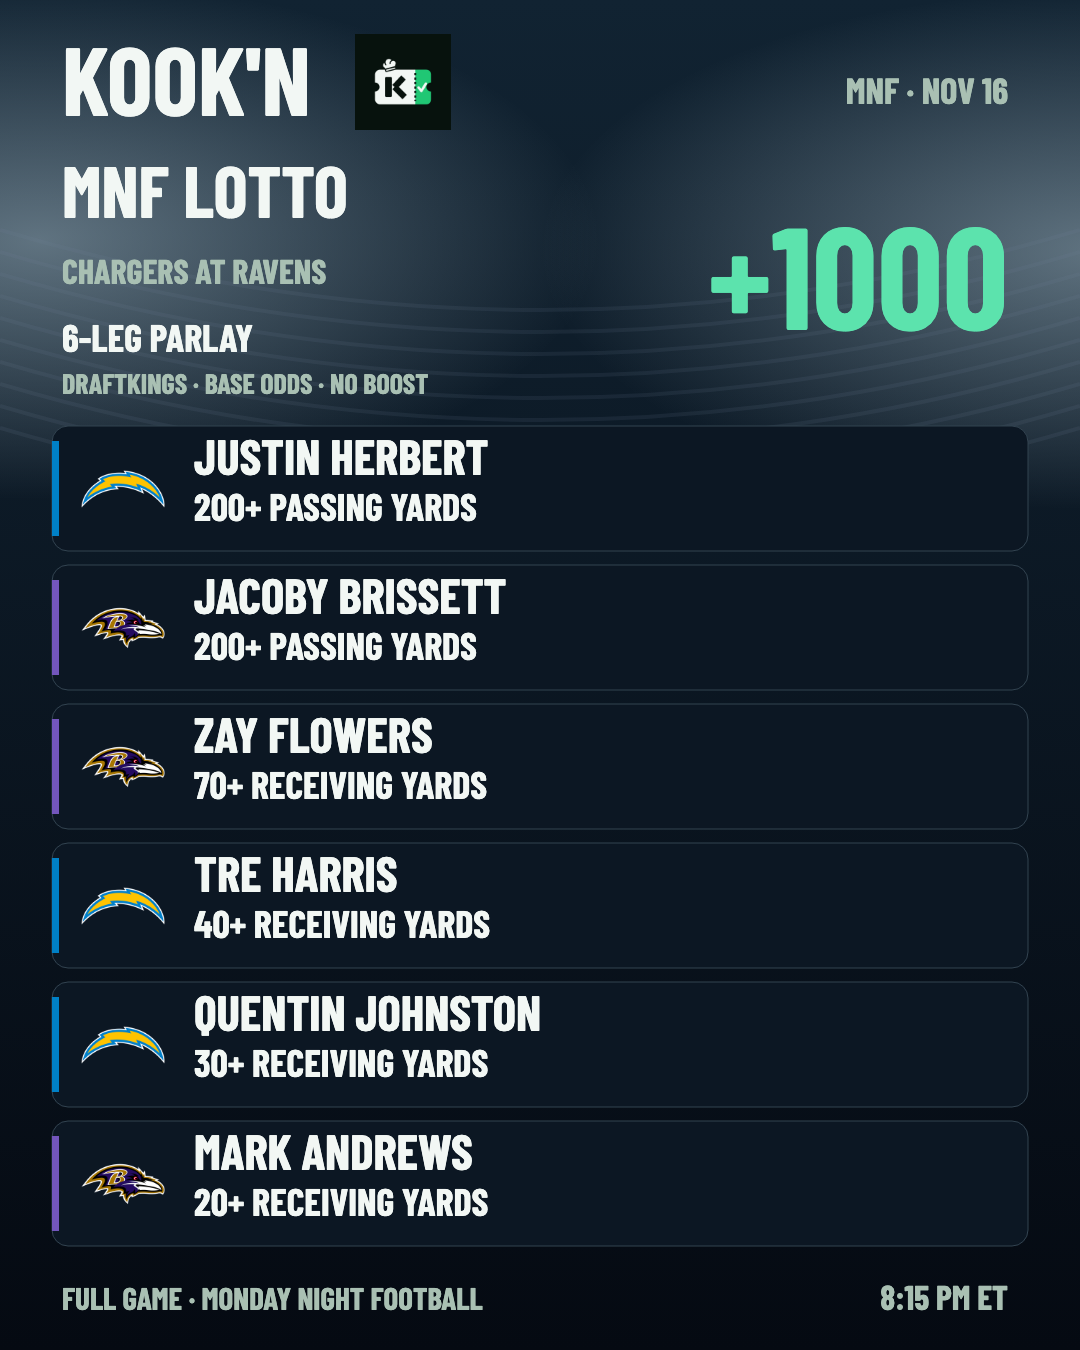 KOOK'N
K
MNF · NOV 16
MNF LOTTO
+1000
CHARGERS AT RAVENS
6-LEG PARLAY
DRAFTKINGS · BASE ODDS · NO BOOST
JUSTIN HERBERT
200+ PASSING YARDS
B
JACOBY BRISSETT
200+ PASSING YARDS
B
ZAY FLOWERS
70+ RECEIVING YARDS
TRE HARRIS
40+ RECEIVING YARDS
QUENTIN JOHNSTON
30+ RECEIVING YARDS
B
MARK ANDREWS
20+ RECEIVING YARDS
FULL GAME · MONDAY NIGHT FOOTBALL
8:15 PM ET